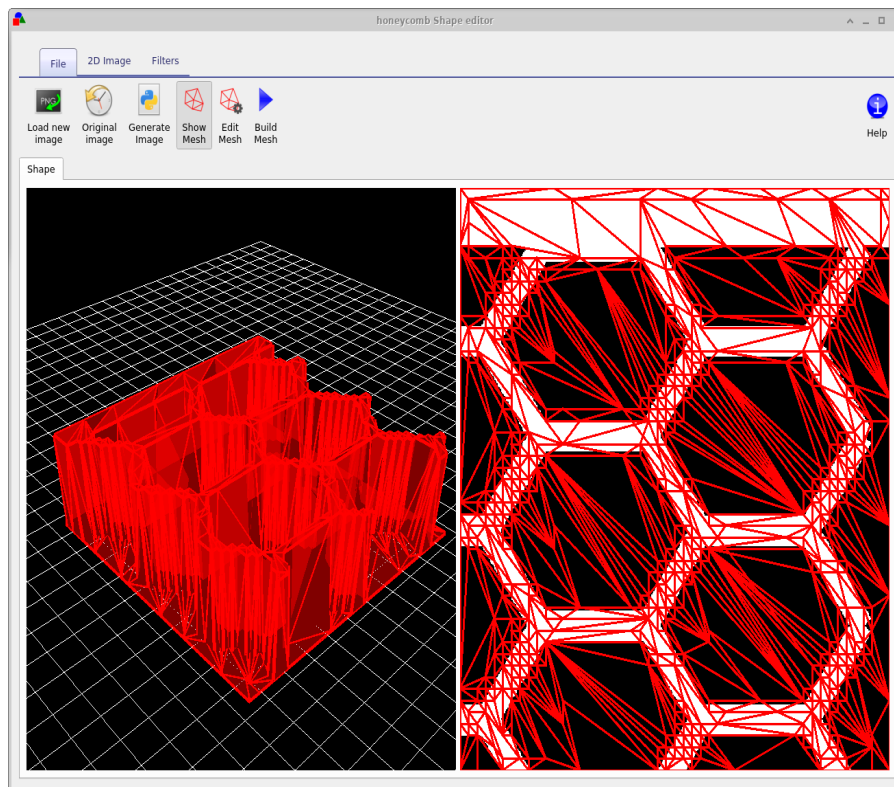 honeycomb Shape editor
File 2D Image Filters
PNG
Load new Original Generate Show Edit Build
image image Image Mesh Mesh Mesh
Help
Shape